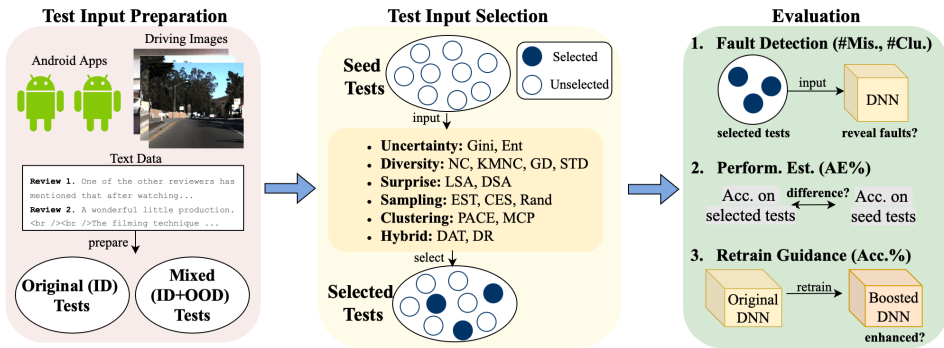 Test Input Preparation
Android Apps
Driving Images
Text Data
Review 1. One of the other reviewers has
mentioned that after watching...
Review 2. A wonderful little production.
<br /><br />The filming technique ...
prepare
Original (ID)
Tests
Mixed
(ID+OOD)
Tests
Test Input Selection
Seed
Tests
Selected
Unselected
input
• Uncertainty: Gini, Ent
• Diversity: NC, KMNC, GD, STD
• Surprise: LSA, DSA
• Sampling: EST, CES, Rand
• Clustering: PACE, MCP
• Hybrid: DAT, DR
select
Selected
Tests
Evaluation
1. Fault Detection (#Mis., #Clu.)
input
DNN
selected tests
reveal faults?
2. Perform. Est. (AE%)
Acc. on
selected tests
difference?
Acc. on
seed tests
3. Retrain Guidance (Acc.%)
Original
DNN
retrain
Boosted
DNN
enhanced?